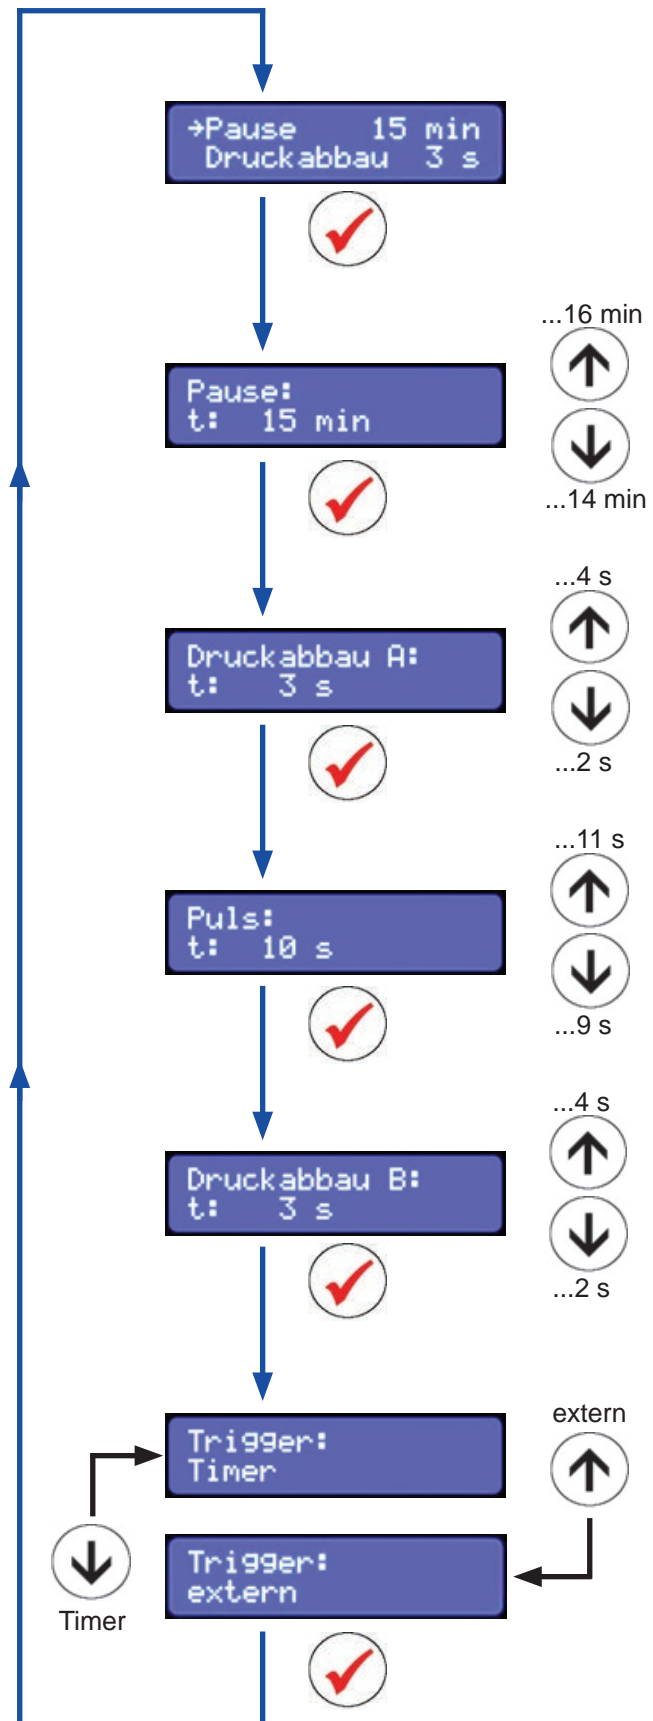 →Pause 15 min
Druckabbau 3 s
...16 min
Pause:
t: 15 min
...14 min
...4 s
Druckabbau A:
t: 3 s
...2 s
...11 s
Puls:
t: 10 s
...9 s
...4 s
Druckabbau B:
t: 3 s
...2 s
extern
Trigger:
Timer
Trigger:
extern
Timer